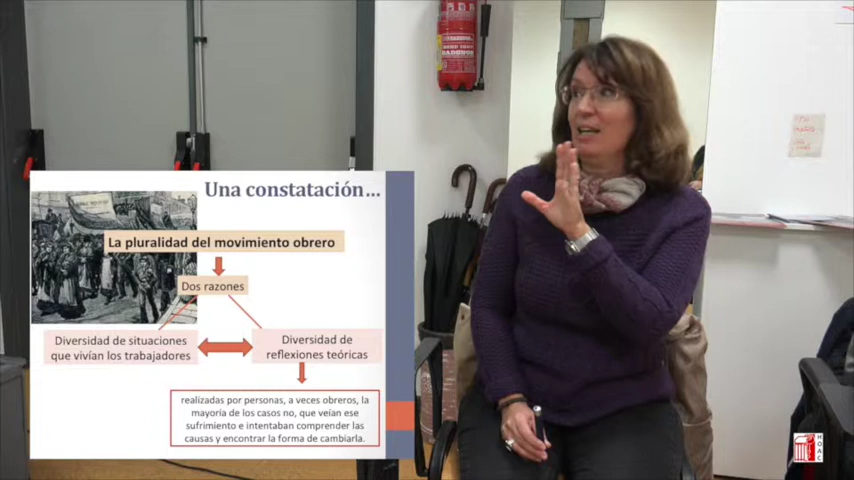 Una constatación...
La pluralidad del movimiento obrero
Dos razones
Diversidad de situaciones
que vivían los trabajadores
Diversidad de
reflexiones teóricas
realizadas por personas, a veces obreros, la
mayoría de los casos no, que veían ese
sufrimiento e intentaban comprender las
causas y encontrar la forma de cambiarla.
HOAC